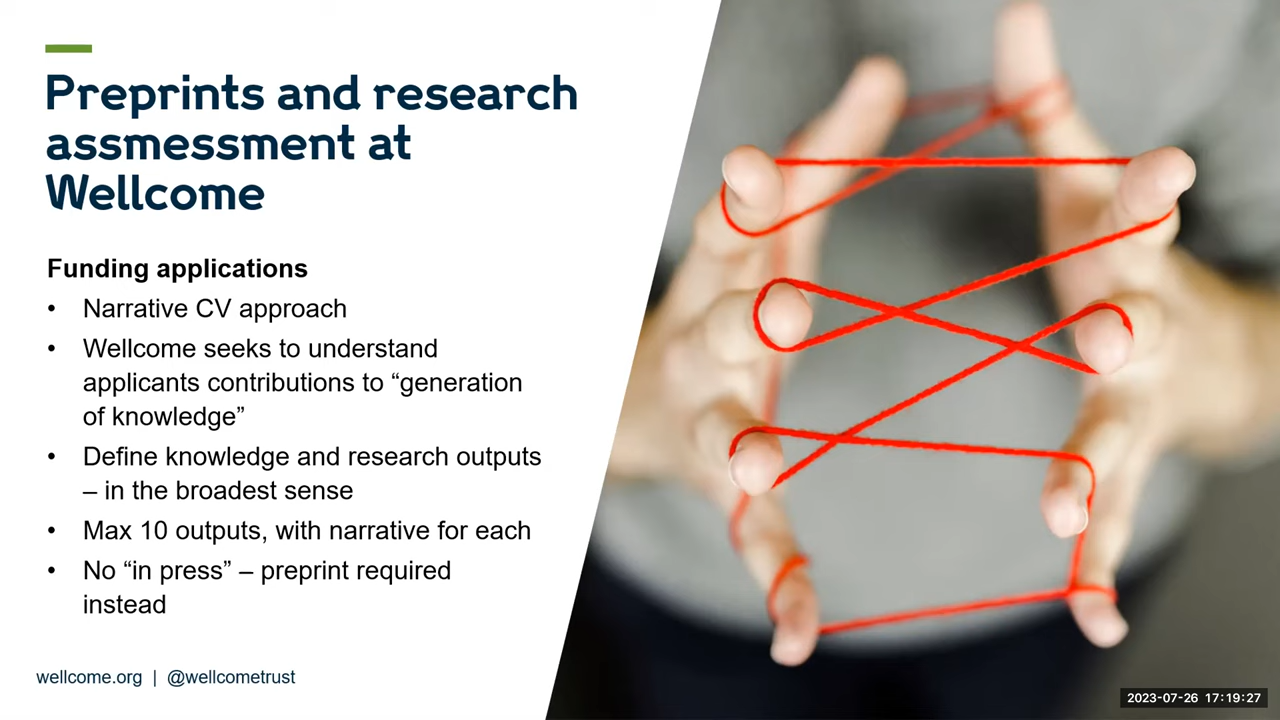 Preprints and research
assmessment at
Wellcome
Funding applications
• Narrative CV approach
• Wellcome seeks to understand
applicants contributions to “generation
of knowledge”
• Define knowledge and research outputs
– in the broadest sense
• Max 10 outputs, with narrative for each
• No “in press” – preprint required
instead
wellcome.org | @wellcometrust
2023-07-26 17:19:27